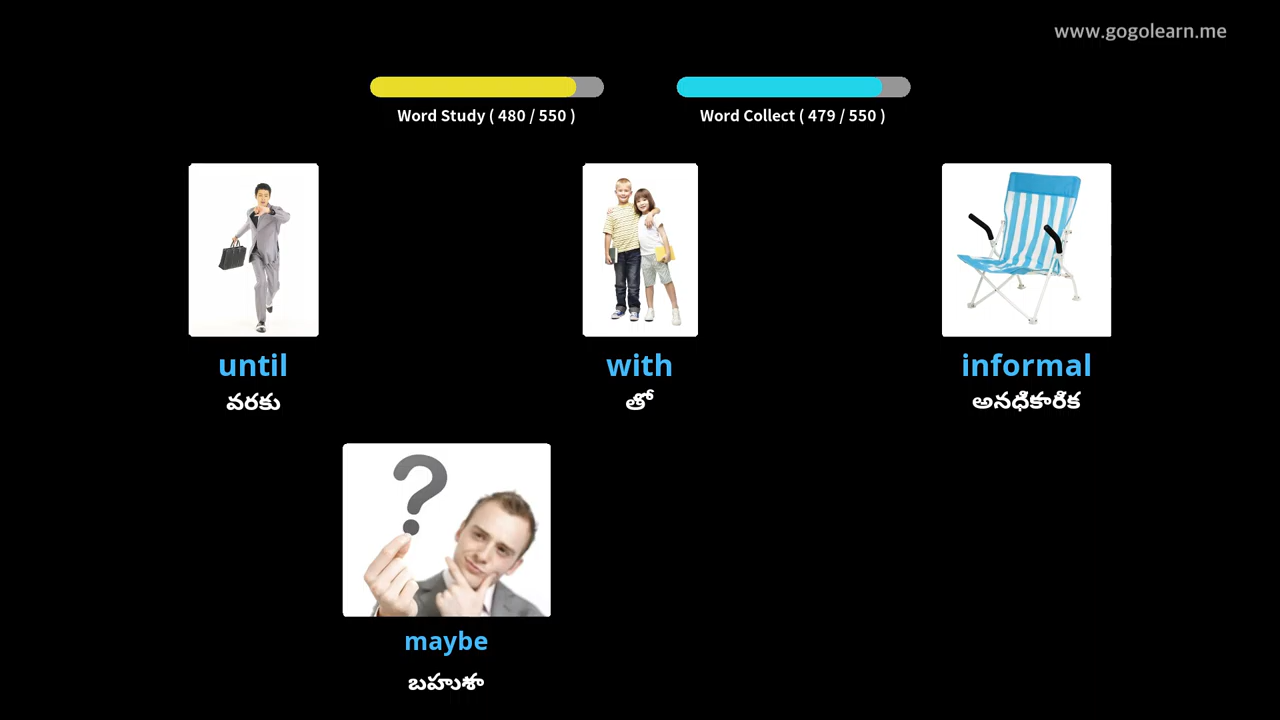 www.gogolearn.me
Word Study ( 480 / 550 )
Word Collect ( 479 / 550 )
until
వరకు
with
తో
informal
అనధికారిక
maybe
బహుశా